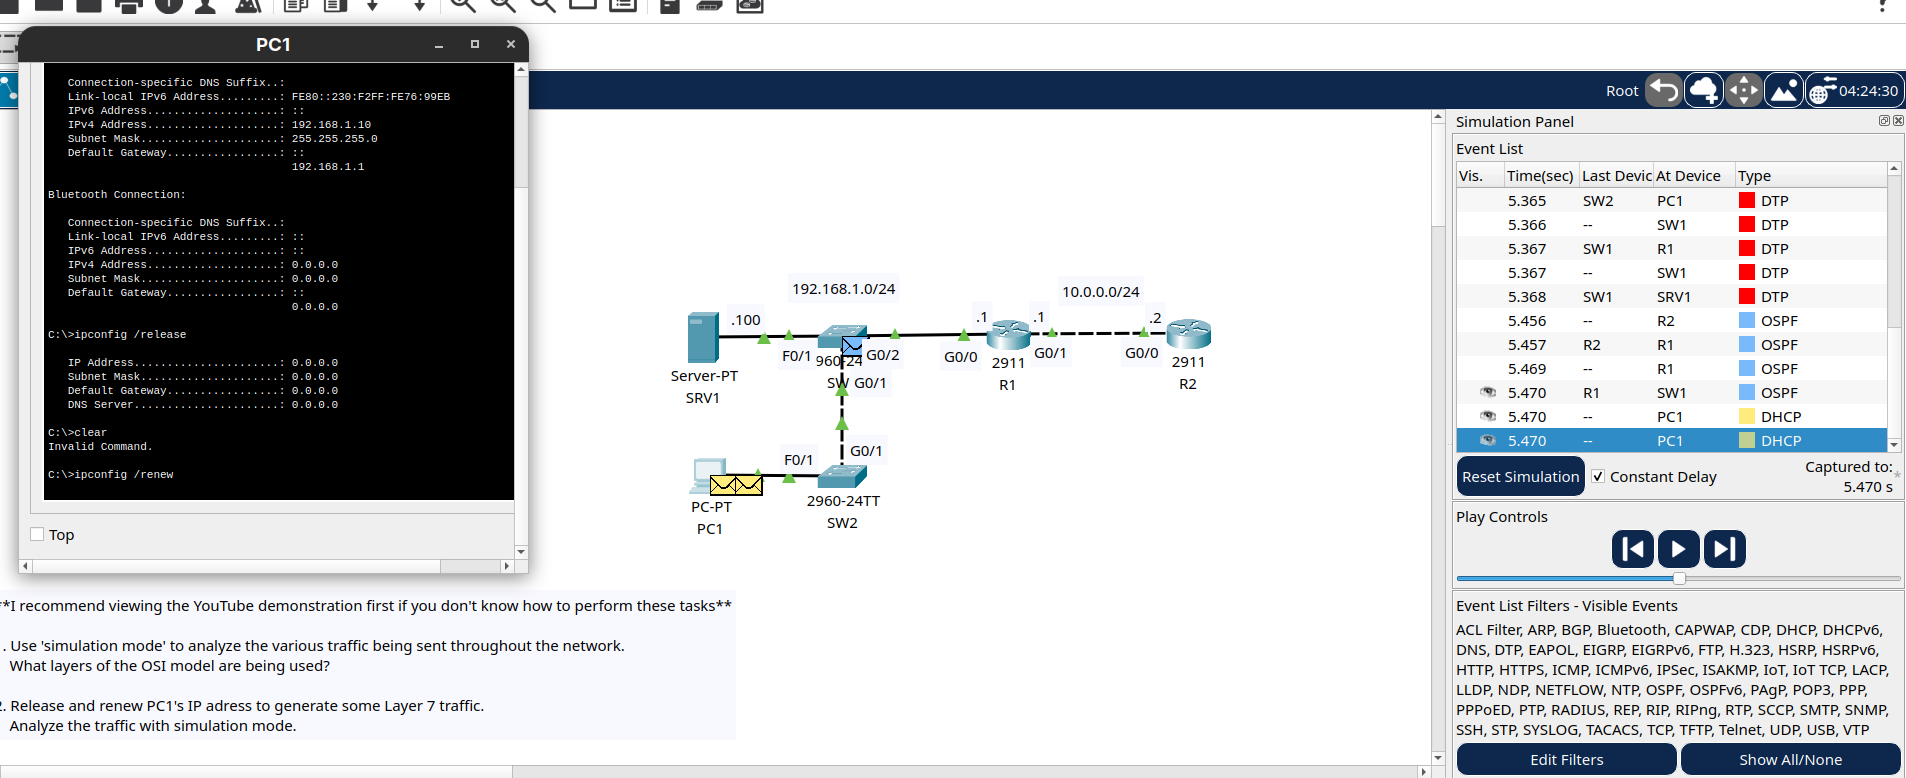 PC1
Connection-specific DNS Suffix..:
Link-local IPv6 Address.........: FE80::230:F2FF:FE76:99EB
IPv6 Address....................: ::
IPv4 Address....................: 192.168.1.10
Subnet Mask.....................: 255.255.255.0
Default Gateway.................: ::
192.168.1.1
Bluetooth Connection:
Connection-specific DNS Suffix..:
Link-local IPv6 Address.........: ::
IPv6 Address....................: ::
IPv4 Address....................: 0.0.0.0
Subnet Mask.....................: 0.0.0.0
Default Gateway.................: ::
0.0.0.0
C:\>ipconfig /release
IP Address......................: 0.0.0.0
Subnet Mask.....................: 0.0.0.0
Default Gateway.................: 0.0.0.0
DNS Server......................: 0.0.0.0
C:\>clear
Invalid Command.
C:\>ipconfig /renew
Top
Root
04:24:30
192.168.1.0/24
10.0.0.0/24
.100
.1
.1
.2
F0/1
960-24
G0/2
G0/0
G0/1
G0/0
Server-PT
SRV1
SW
G0/1
2911
R1
2911
R2
G0/1
F0/1
PC-PT
PC1
2960-24TT
SW2
**I recommend viewing the YouTube demonstration first if you don't know how to perform these tasks**
. Use 'simulation mode' to analyze the various traffic being sent throughout the network.
What layers of the OSI model are being used?
2. Release and renew PC1's IP adress to generate some Layer 7 traffic.
Analyze the traffic with simulation mode.
Simulation Panel
Event List
Vis. Time(sec) Last Devic At Device Type
5.365 SW2 PC1 DTP
5.366 -- SW1 DTP
5.367 SW1 R1 DTP
5.367 -- SW1 DTP
5.368 SW1 SRV1 DTP
5.456 -- R2 OSPF
5.457 R2 R1 OSPF
5.469 -- R1 OSPF
5.470 R1 SW1 OSPF
5.470 -- PC1 DHCP
5.470 -- PC1 DHCP
Reset Simulation
Constant Delay
Captured to:
5.470 s
Play Controls
Event List Filters - Visible Events
ACL Filter, ARP, BGP, Bluetooth, CAPWAP, CDP, DHCP, DHCPv6,
DNS, DTP, EAPOL, EIGRP, EIGRPv6, FTP, H.323, HSRP, HSRPv6,
HTTP, HTTPS, ICMP, ICMPv6, IPSec, ISAKMP, IoT, IoT TCP, LACP,
LLDP, NDP, NETFLOW, NTP, OSPF, OSPFv6, PAgP, POP3, PPP,
PPPoED, PTP, RADIUS, REP, RIP, RIPng, RTP, SCCP, SMTP, SNMP,
SSH, STP, SYSLOG, TACACS, TCP, TFTP, Telnet, UDP, USB, VTP
Edit Filters
Show All/None